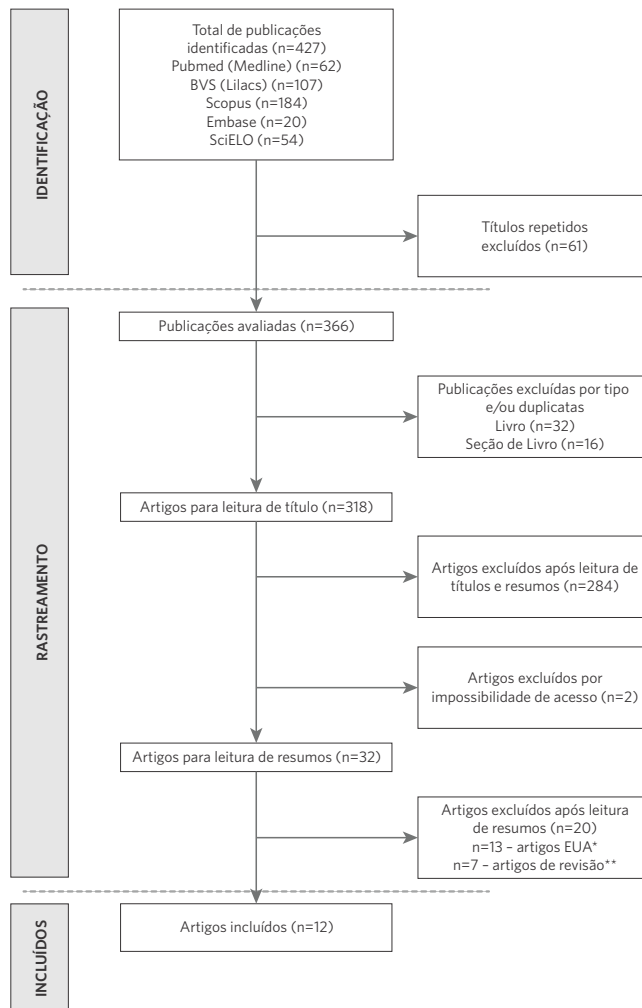 IDENTIFICAÇÃO
Total de publicações
identificadas (n=427)
Pubmed (Medline) (n=62)
BVS (Lilacs) (n=107)
Scopus (n=184)
Embase (n=20)
SciELO (n=54)
Títulos repetidos
excluídos (n=61)
RASTREAMENTO
Publicações avaliadas (n=366)
Publicações excluídas por tipo
e/ou duplicatas
Livro (n=32)
Seção de Livro (n=16)
Artigos para leitura de título (n=318)
Artigos excluídos após leitura de
títulos e resumos (n=284)
Artigos excluídos por
impossibilidade de acesso (n=2)
Artigos para leitura de resumos (n=32)
Artigos excluídos após leitura
de resumos (n=20)
n=13 – artigos EUA*
n=7 – artigos de revisão**
INCLUÍDOS
Artigos incluídos (n=12)